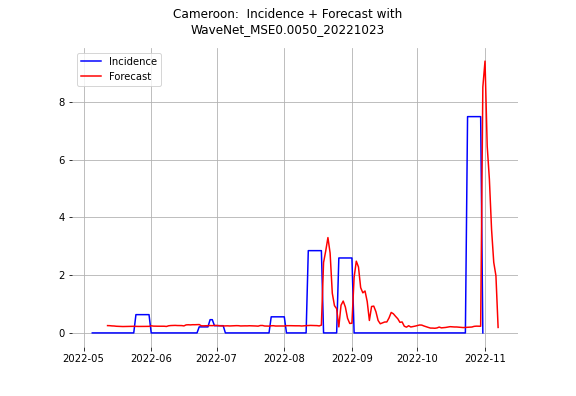 Cameroon:  Incidence + Forecast with
WaveNet_MSE0.0050_20221023
Incidence
Forecast
8
6
4
2
0
2022-05 2022-06 2022-07 2022-08 2022-09 2022-10 2022-11